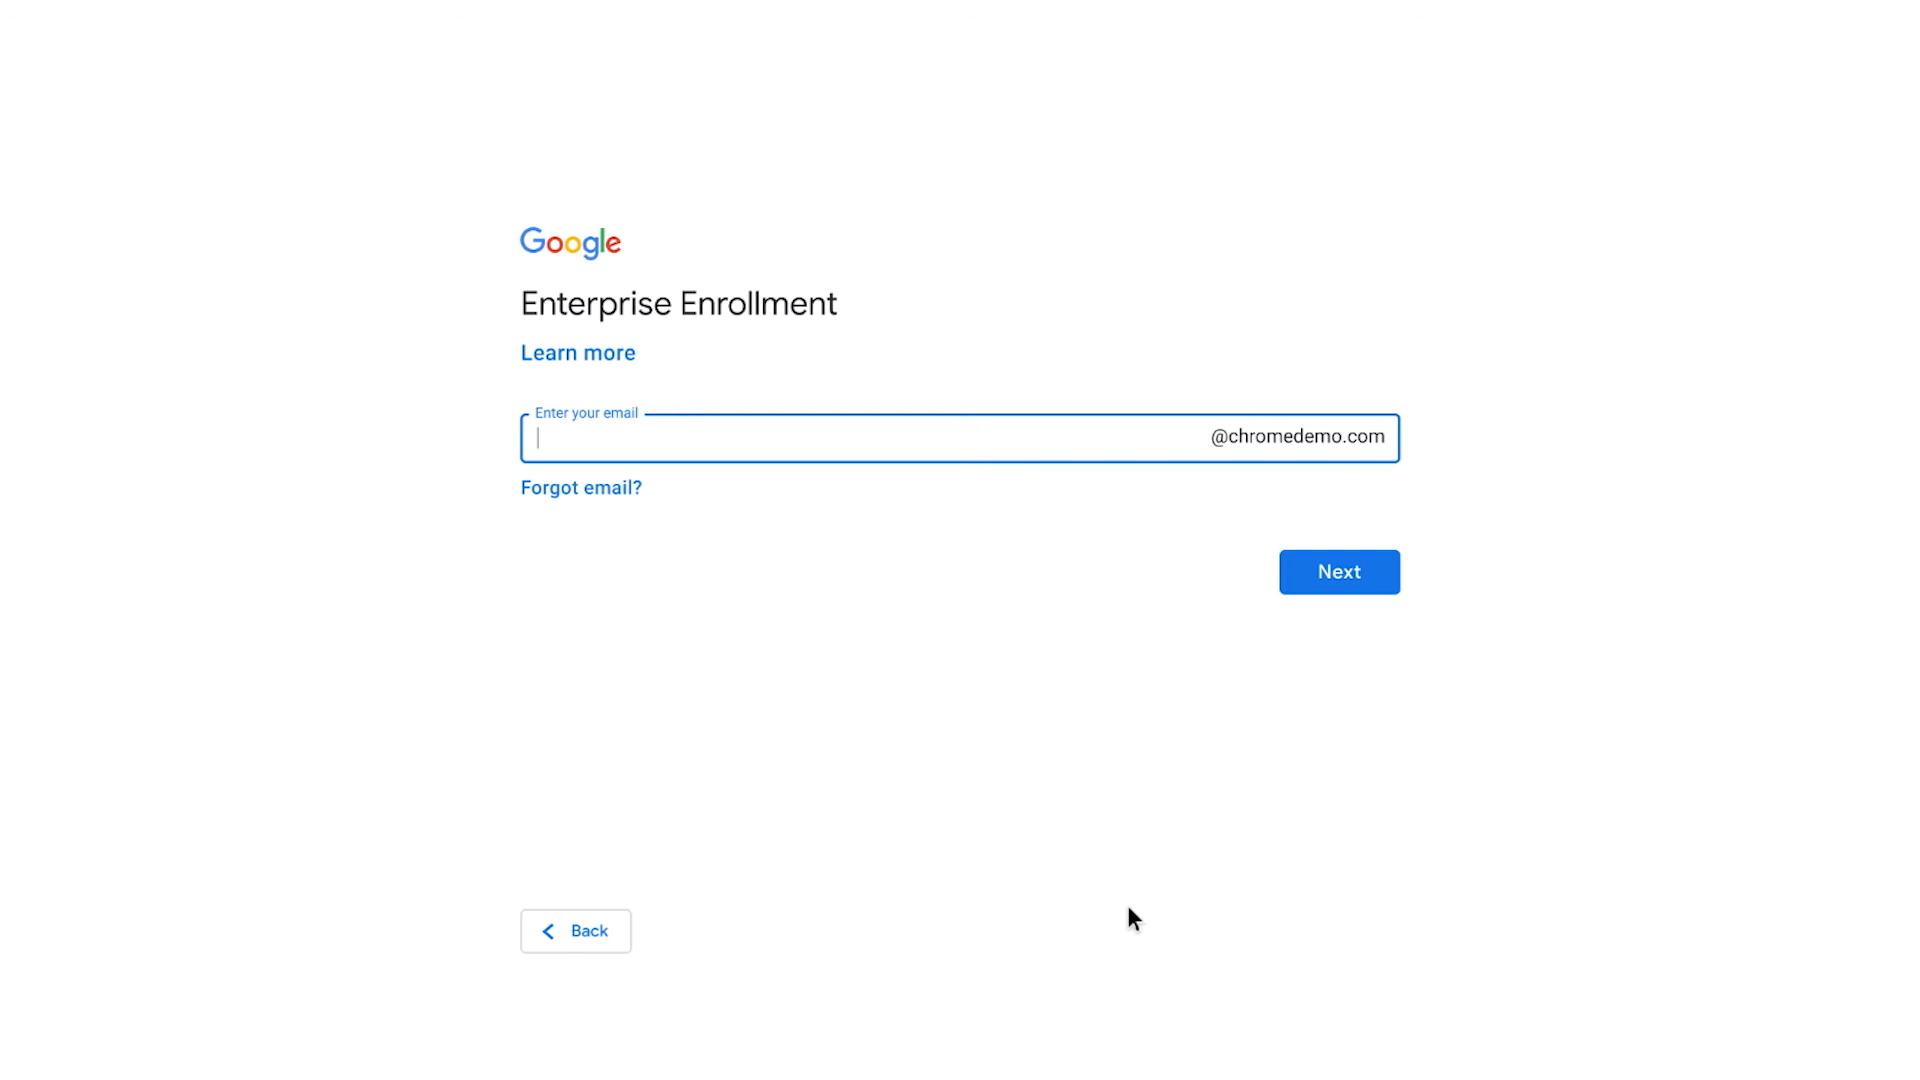 Google
Enterprise Enrollment
Learn more
Enter your email
@chromedemo.com
Forgot email?
Next
Back